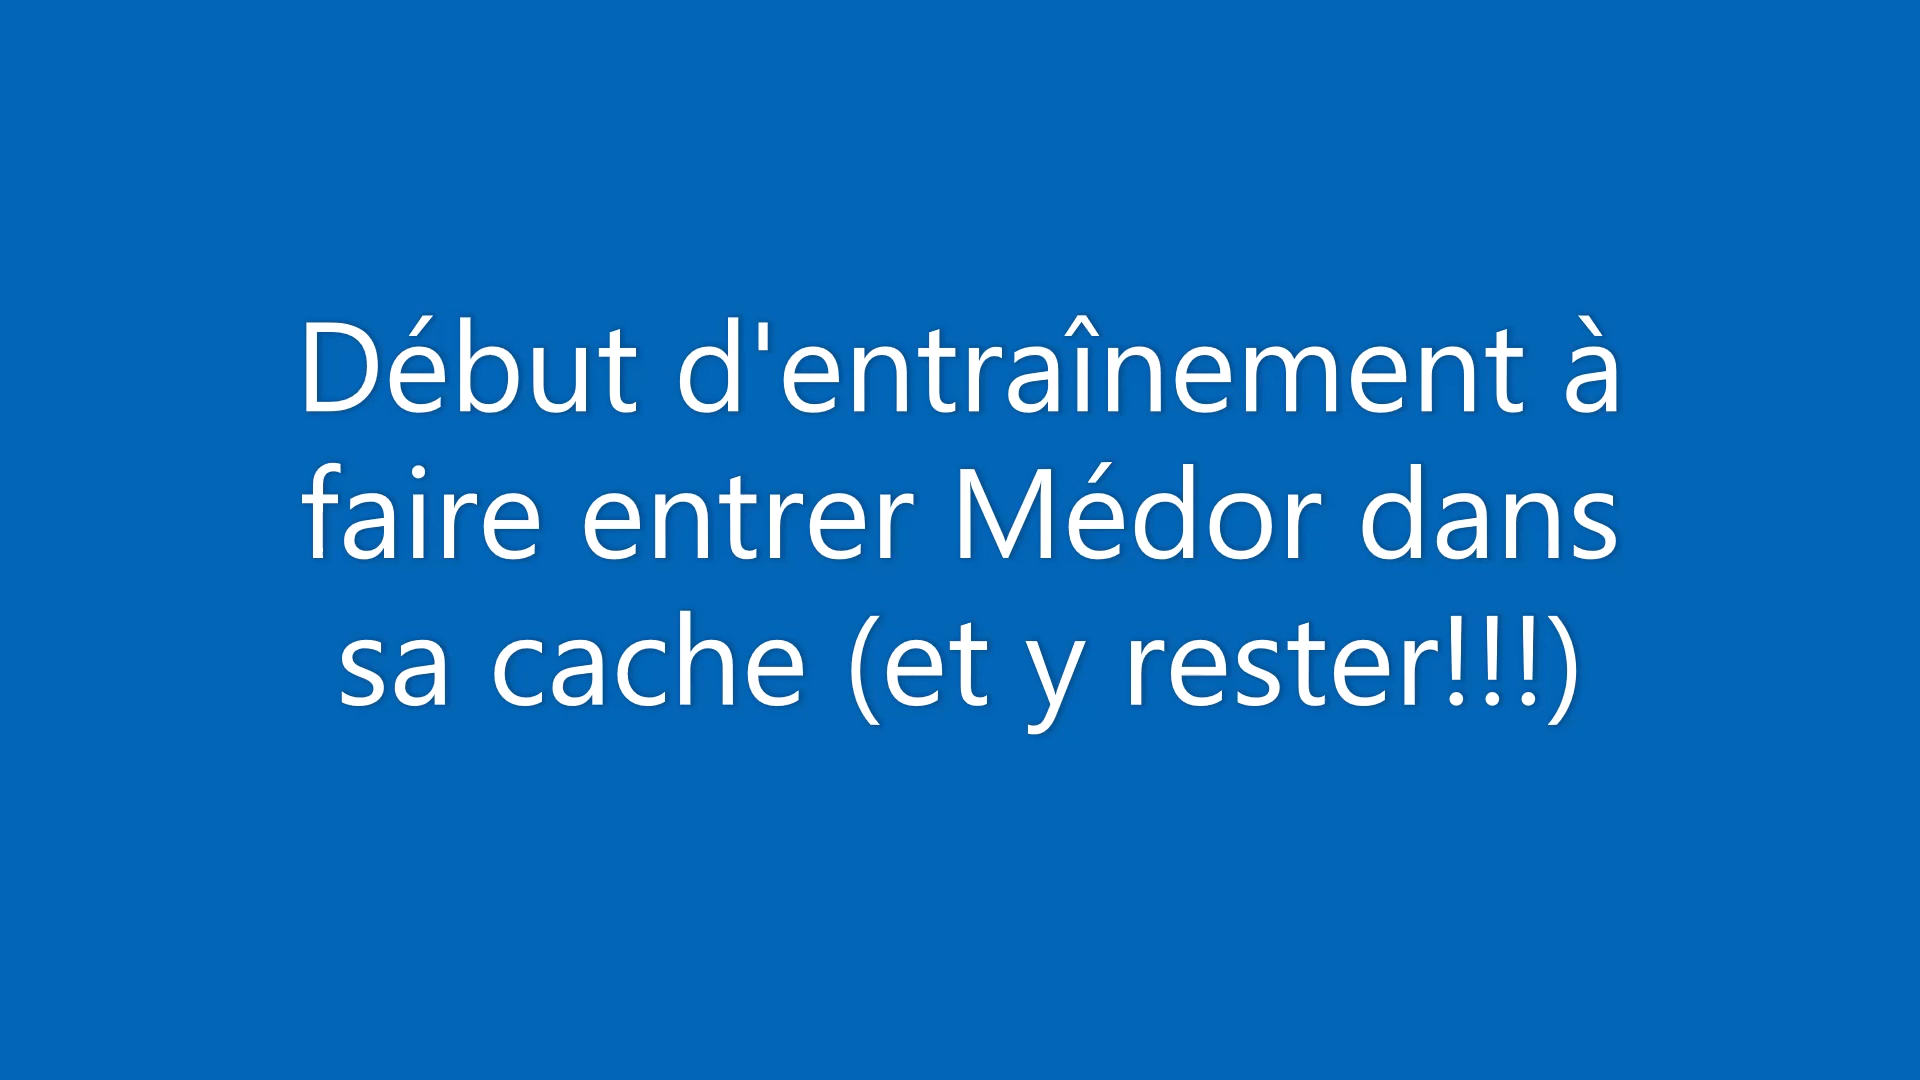 Début d'entraînement à
faire entrer Médor dans
sa cache (et y rester!!!)